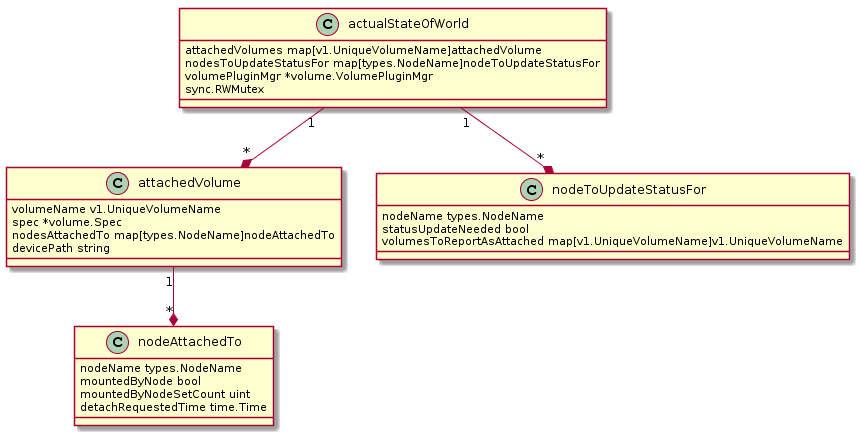 C actualStateOfWorld
attachedVolumes map[v1.UniqueVolumeName]attachedVolume
nodesToUpdateStatusFor map[types.NodeName]nodeToUpdateStatusFor
volumePluginMgr *volume.VolumePluginMgr
sync.RWMutex
1
1
*
*
C attachedVolume
volumeName v1.UniqueVolumeName
spec *volume.Spec
nodesAttachedTo map[types.NodeName]nodeAttachedTo
devicePath string
C nodeToUpdateStatusFor
nodeName types.NodeName
statusUpdateNeeded bool
volumesToReportAsAttached map[v1.UniqueVolumeName]v1.UniqueVolumeName
1
*
C nodeAttachedTo
nodeName types.NodeName
mountedByNode bool
mountedByNodeSetCount uint
detachRequestedTime time.Time